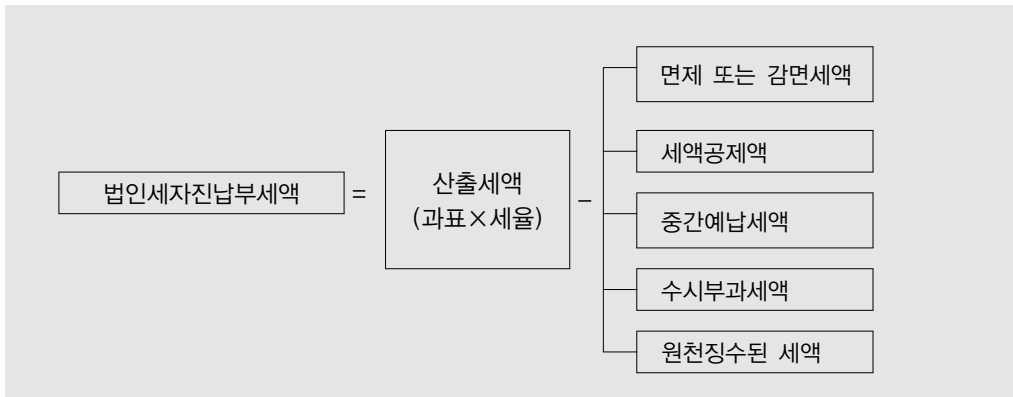 면제 또는 감면세액
세액공제액
법인세자진납부세액 = 산출세액 (과표×세율) −
중간예납세액
수시부과세액
원천징수된 세액